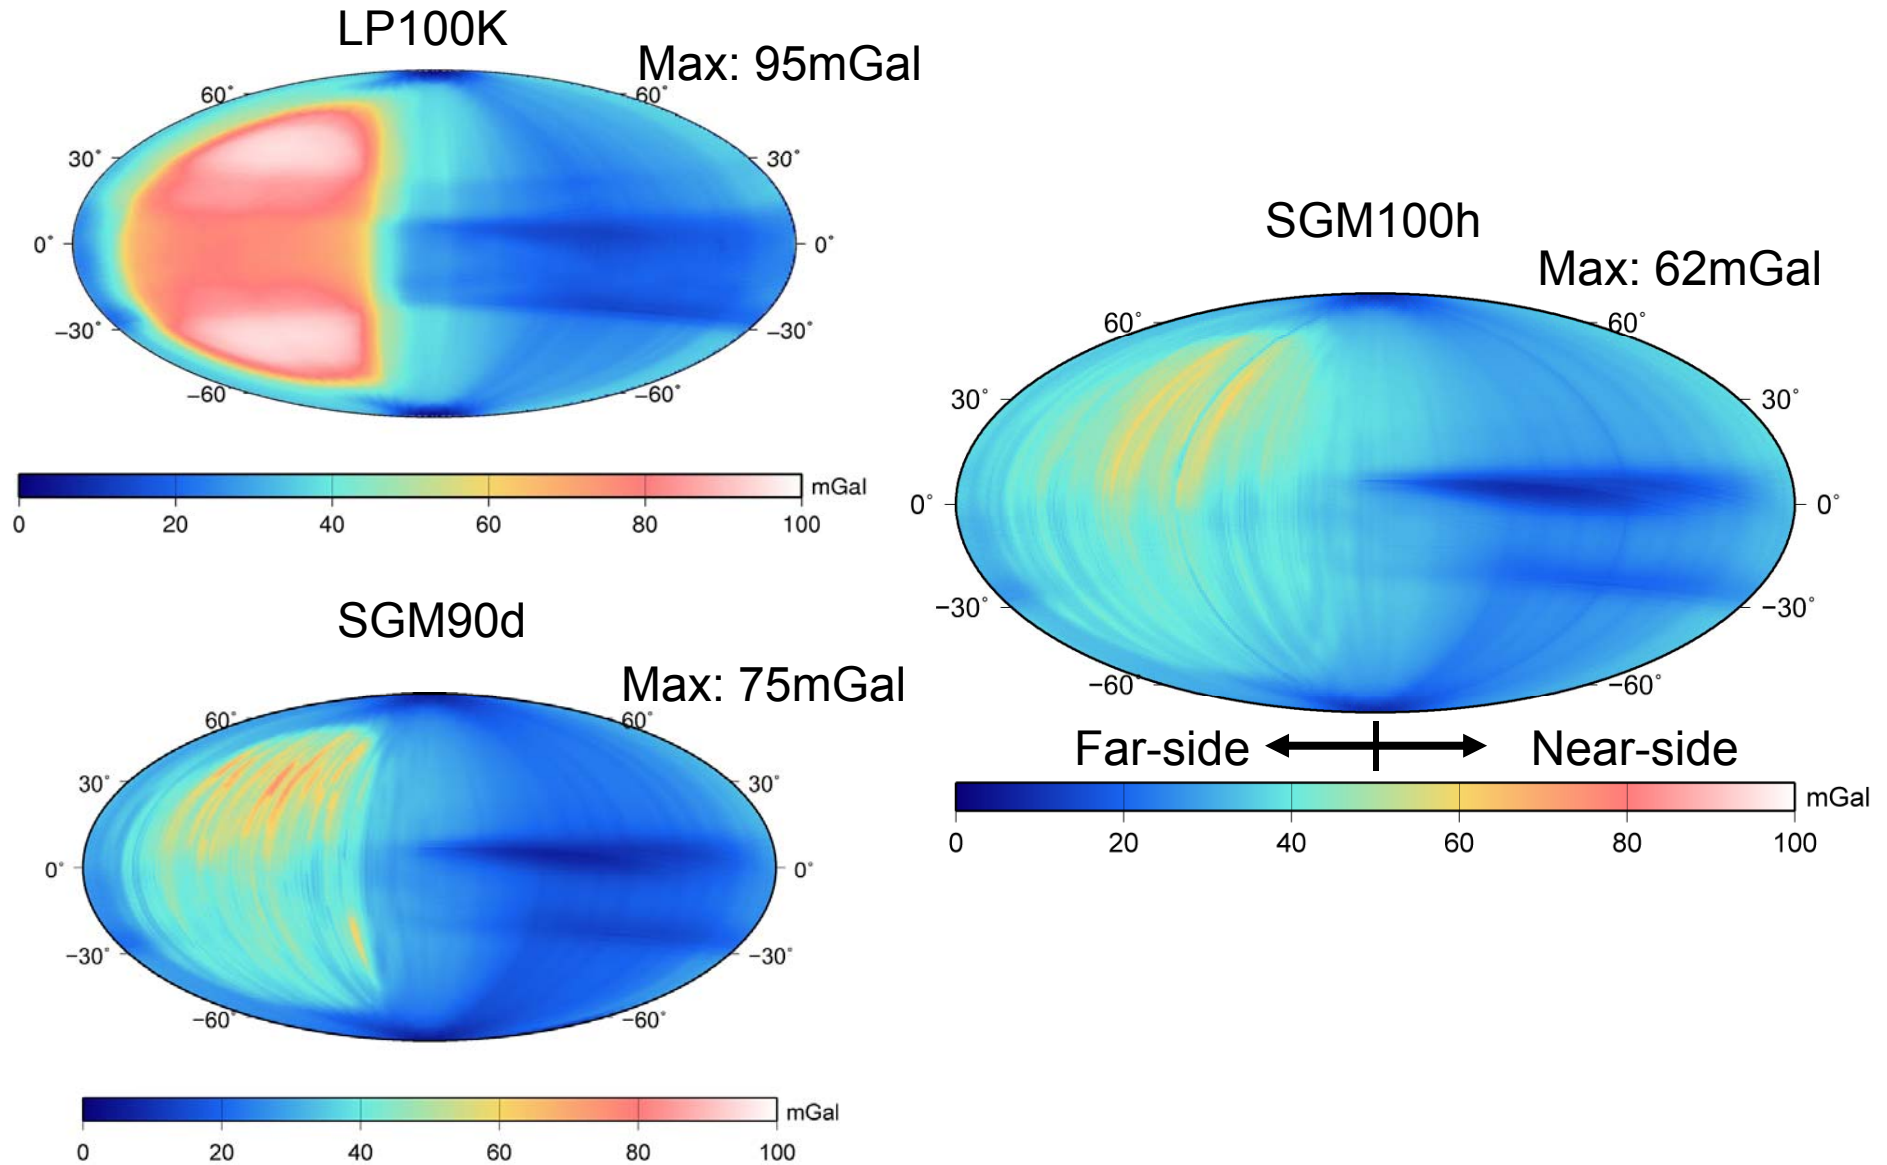 LP100K
Max: 95mGal
60˚ 60˚
30˚ 30˚
0˚ 0˚
−30˚ −30˚
−60˚ −60˚
mGal
0 20 40 60 80 100
SGM90d
Max: 75mGal
60˚ 60˚
30˚ 30˚
0˚ 0˚
−30˚ −30˚
−60˚ −60˚
mGal
0 20 40 60 80 100
SGM100h
Max: 62mGal
60˚ 60˚
30˚ 30˚
0˚ 0˚
−30˚ −30˚
−60˚ −60˚
Far-side Near-side
mGal
0 20 40 60 80 100